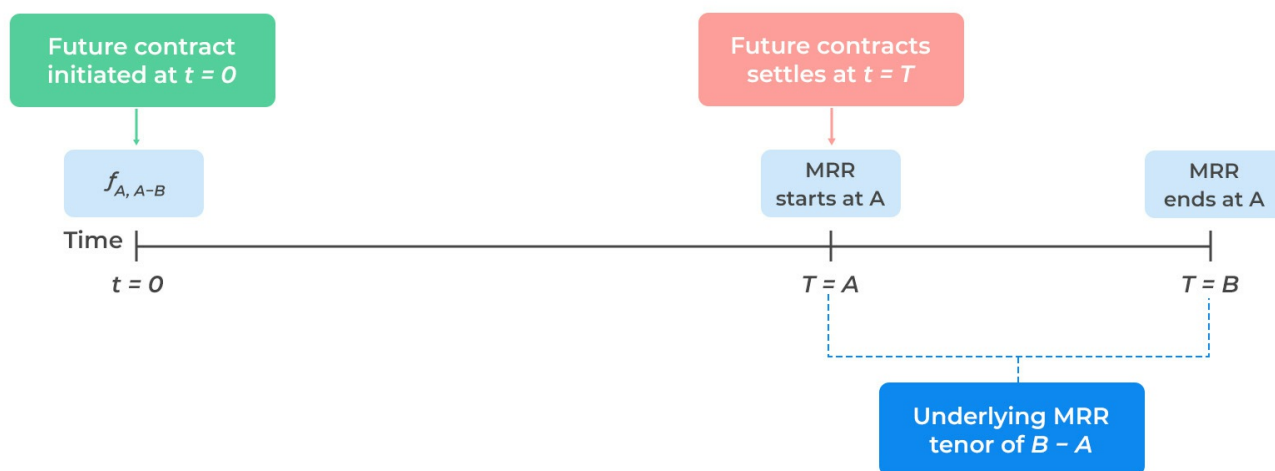 Future contract
initiated at t = 0
Future contracts
settles at t = T
f_{A, A−B}
MRR
starts at A
MRR
ends at A
Time
t = 0
T = A
T = B
Underlying MRR
tenor of B − A